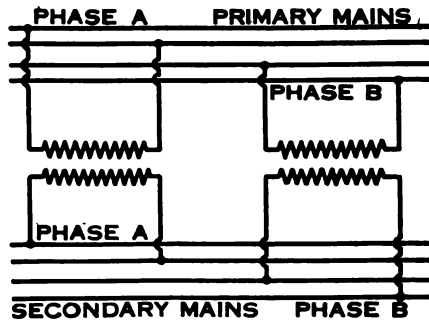 PHASE A PRIMARY MAINS
PHASE B
PHASE A
SECONDARY MAINS PHASE B